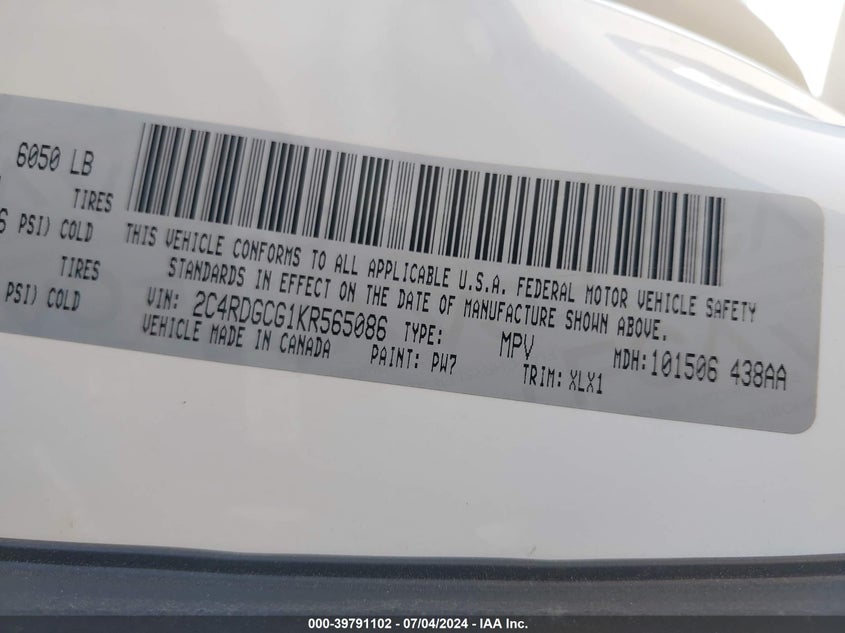 6050 LB
TIRES
PSI) COLD
TIRES
PSI) COLD
THIS VEHICLE CONFORMS TO ALL APPLICABLE U.S.A. FEDERAL MOTOR VEHICLE SAFETY
STANDARDS IN EFFECT ON THE DATE OF MANUFACTURE SHOWN ABOVE.
VIN: 2C4RDGCG1KR565086 TYPE: MPV MDH:101506 438AA
VEHICLE MADE IN CANADA PAINT: PW7 TRIM: XLX1
000-39791102 - 07/04/2024 - IAA Inc.